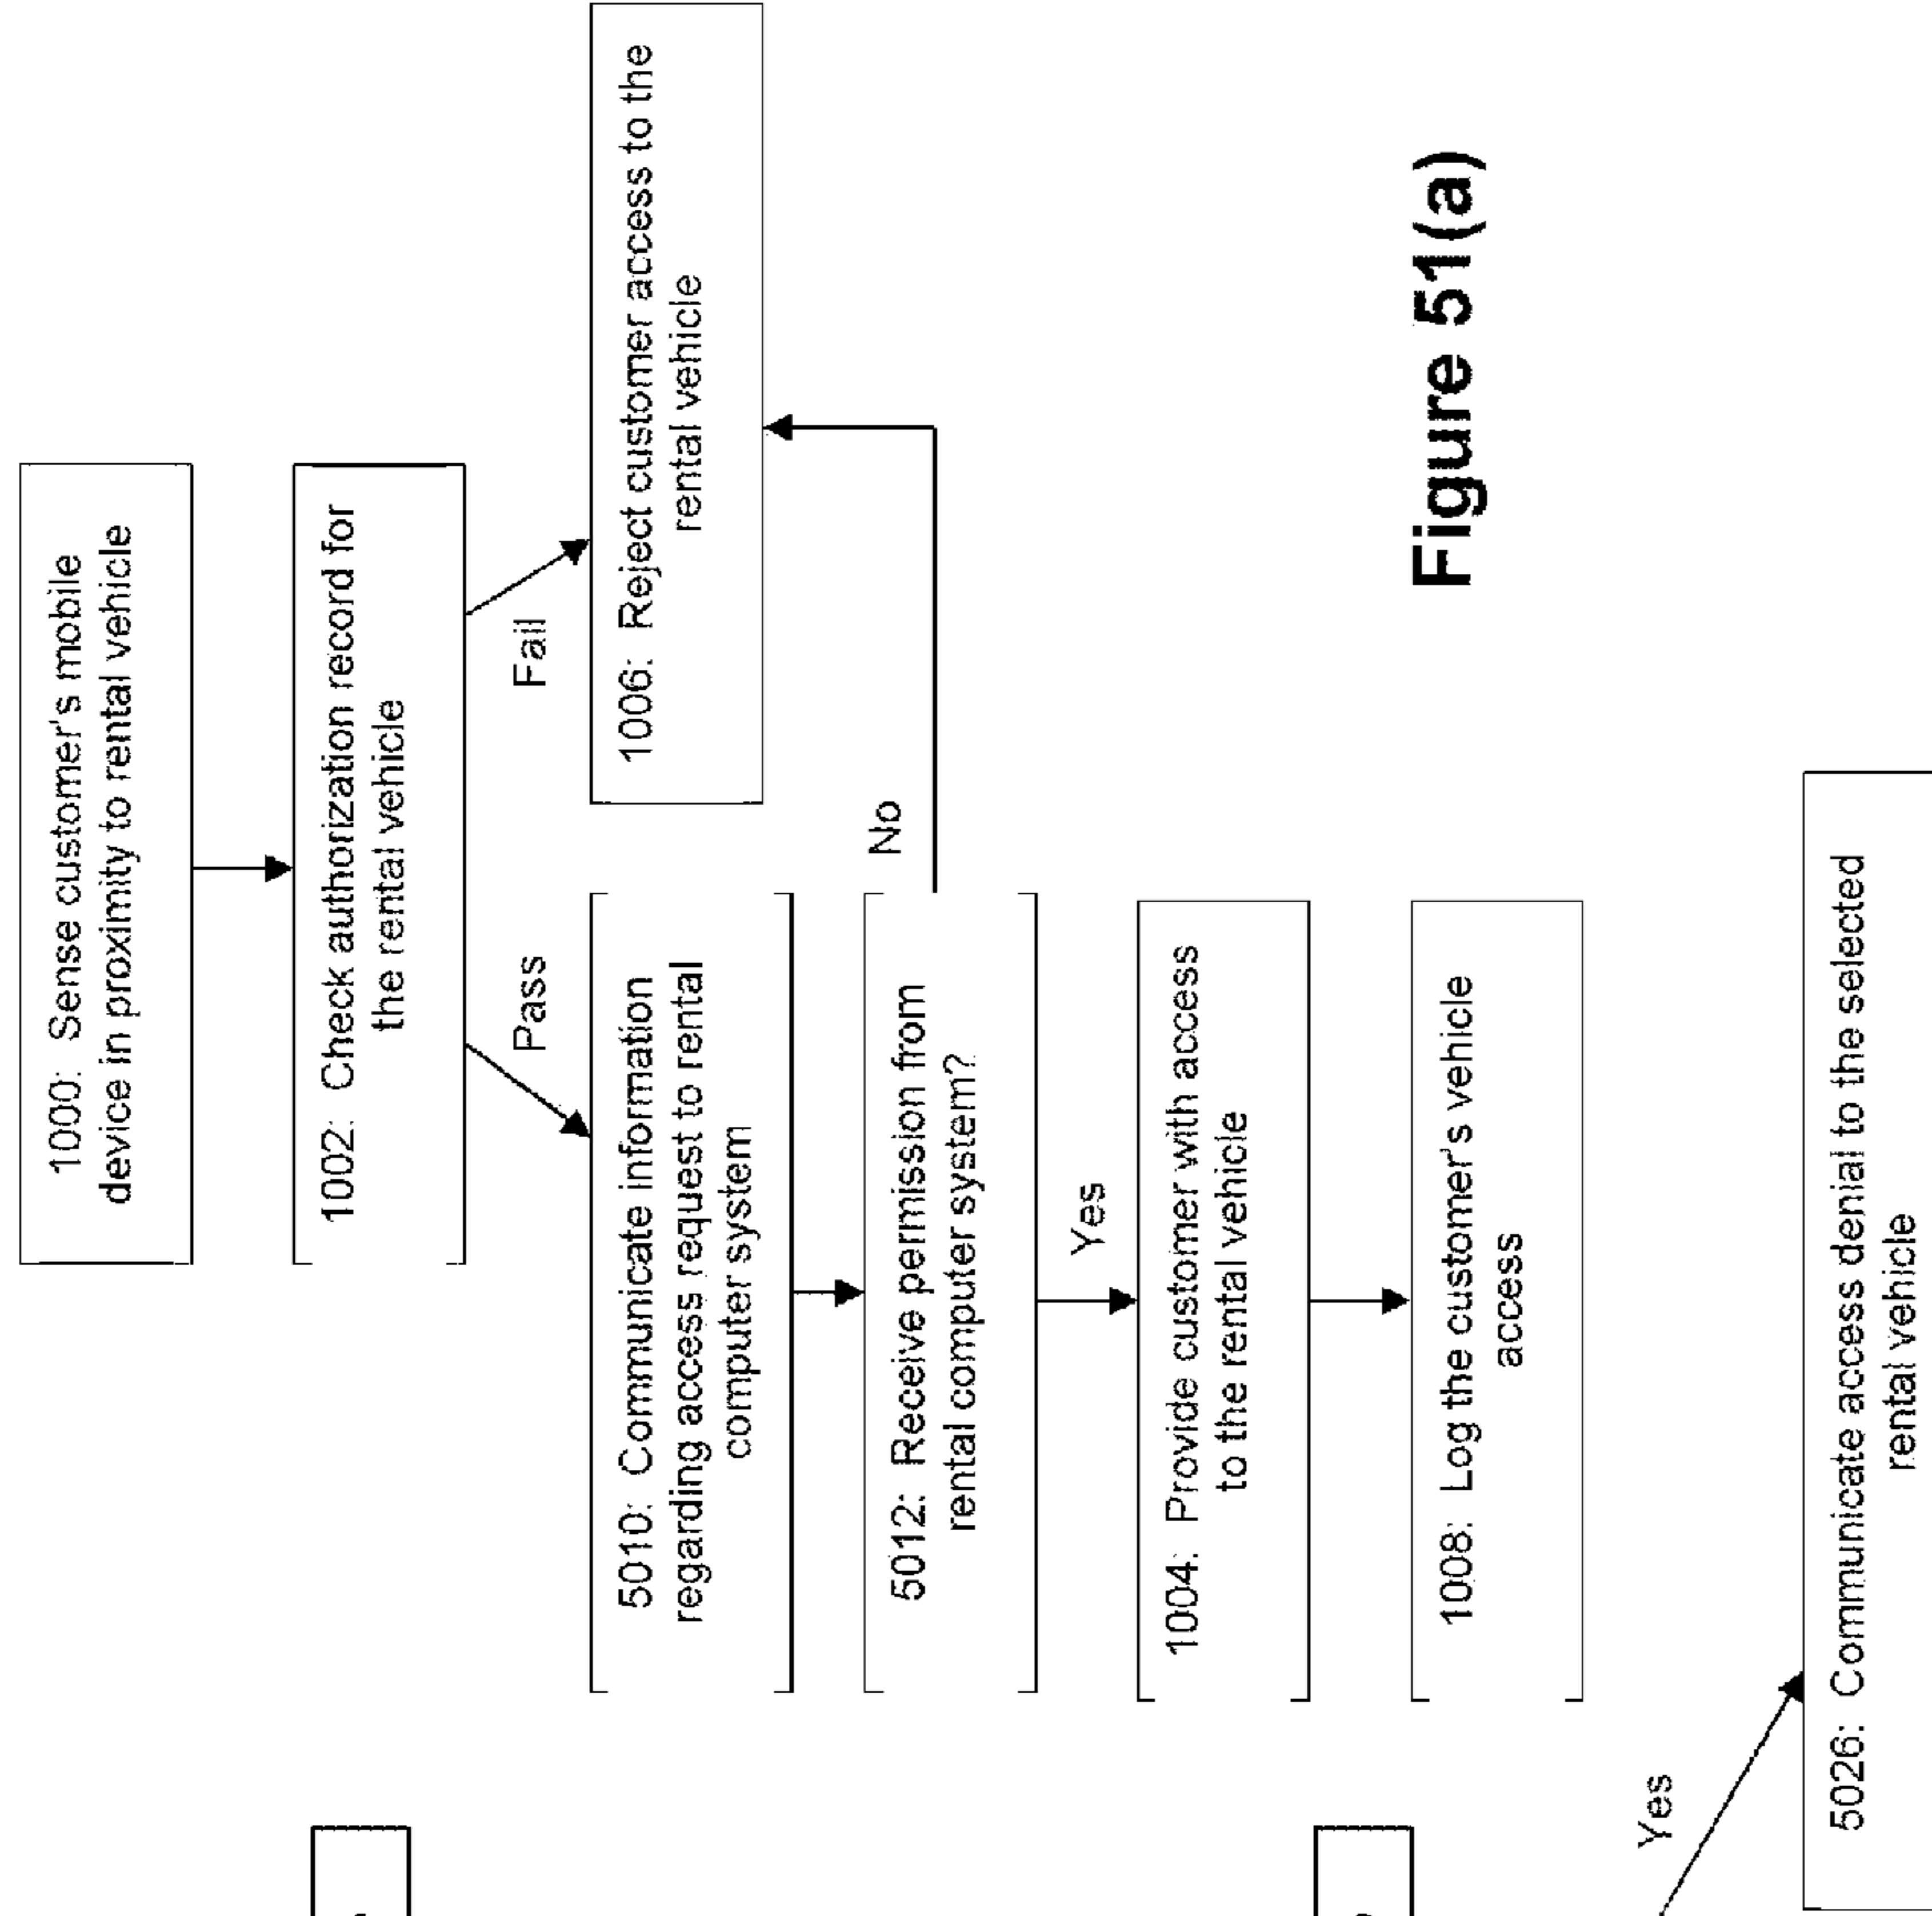 1000: Sense customer's mobile
device in proximity to rental vehicle
1002: Check authorization record for
the rental vehicle
Pass
Fail
5010: Communicate information
regarding access request to rental
computer system
1006: Reject customer access to the
rental vehicle
5012: Receive permission from
rental computer system?
No
Yes
1004: Provide customer with access
to the rental vehicle
1008: Log the customer's vehicle
access
Figure 51(a)
Yes
5026: Communicate access denial to the selected
rental vehicle